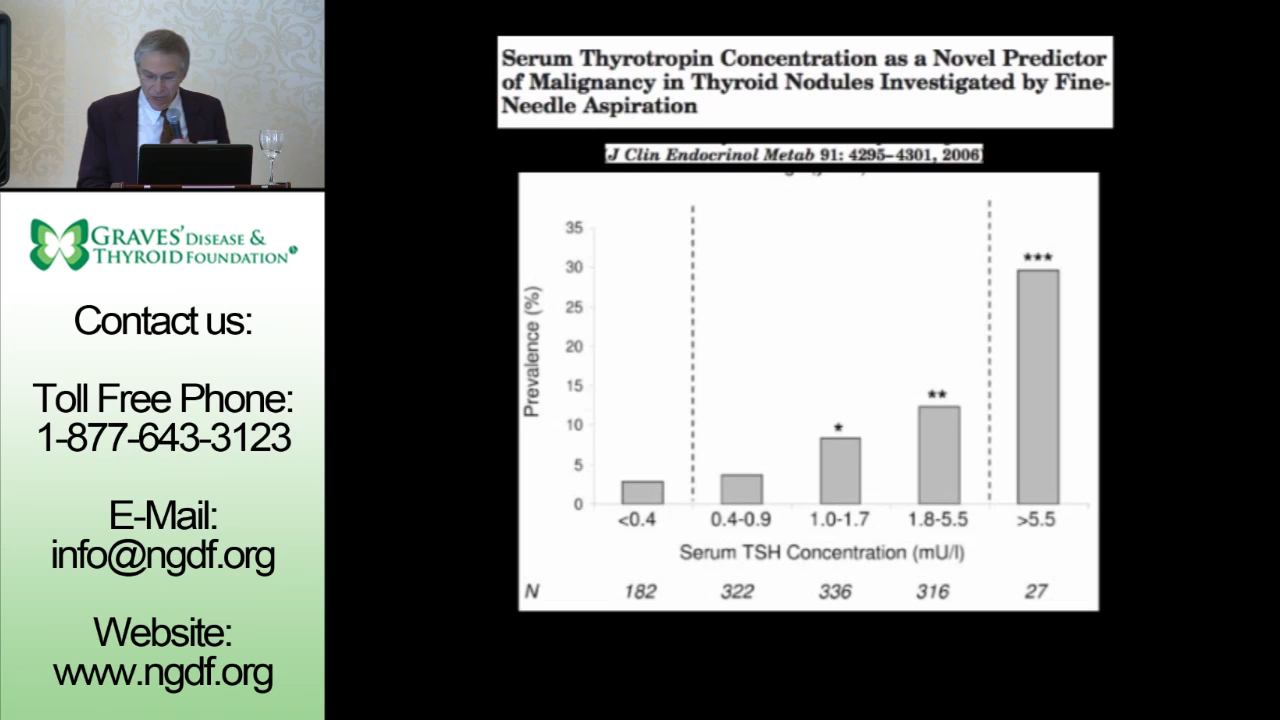 GRAVES' DISEASE &
THYROID FOUNDATION
Contact us:
Toll Free Phone:
1-877-643-3123
E-Mail:
info@ngdf.org
Website:
www.ngdf.org
Serum Thyrotropin Concentration as a Novel Predictor
of Malignancy in Thyroid Nodules Investigated by Fine-
Needle Aspiration
(J Clin Endocrinol Metab 91: 4295–4301, 2006)
Prevalence (%)
35
30
25
20
15
10
5
0
*
**
***
<0.4 0.4-0.9 1.0-1.7 1.8-5.5 >5.5
Serum TSH Concentration (mU/l)
N 182 322 336 316 27